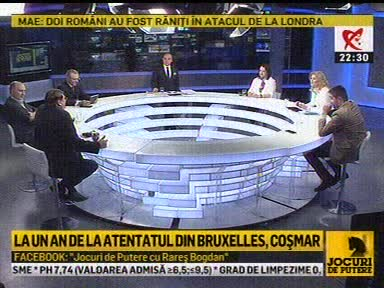 MAE: DOI ROMÂNI AU FOST RĂNIȚI ÎN ATACUL DE LA LONDRA
22:30
LA UN AN DE LA ATENTATUL DIN BRUXELLES, COȘMAR
FACEBOOK: "Jocuri de Putere cu Rareș Bogdan"
JOCURI
DE PUTERE
SME * PH 7,74 (VALOAREA ADMISĂ ≥6,5;≤9,5) * GRAD DE LIMPEZIME 0.